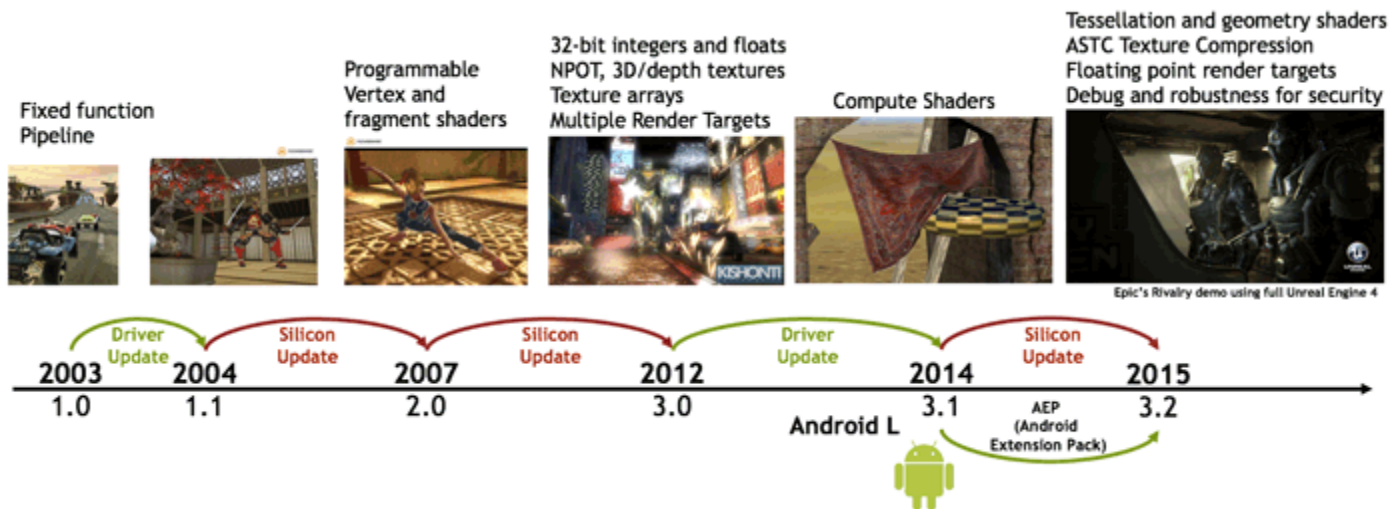 Fixed function
Pipeline
Programmable
Vertex and
fragment shaders
32-bit integers and floats
NPOT, 3D/depth textures
Texture arrays
Multiple Render Targets
Compute Shaders
Tessellation and geometry shaders
ASTC Texture Compression
Floating point render targets
Debug and robustness for security
KISHONTI
UNREAL
Epic's Rivalry demo using full Unreal Engine 4
Driver
Update
Silicon
Update
Silicon
Update
Driver
Update
Silicon
Update
2003 2004 2007 2012 2014 2015
1.0 1.1 2.0 3.0 3.1 3.2
Android L
AEP
(Android
Extension Pack)